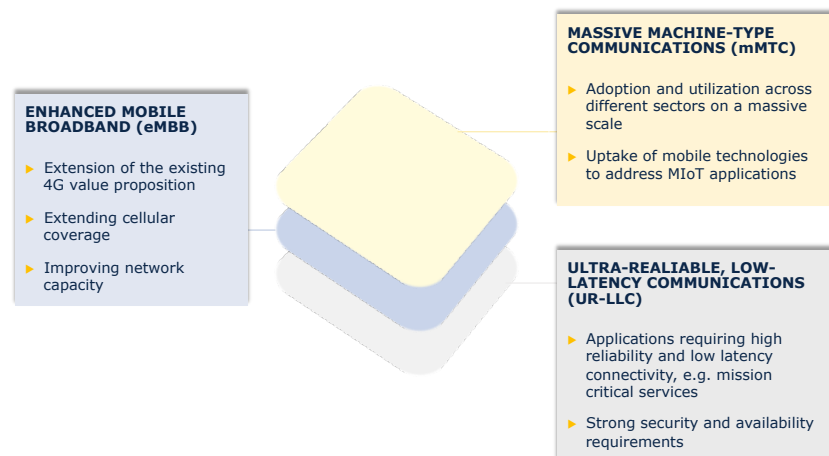 ENHANCED MOBILE
BROADBAND (eMBB)
Extension of the existing
4G value proposition
Extending cellular
coverage
Improving network
capacity
MASSIVE MACHINE-TYPE
COMMUNICATIONS (mMTC)
Adoption and utilization across
different sectors on a massive
scale
Uptake of mobile technologies
to address MIoT applications
ULTRA-REALIABLE, LOW-
LATENCY COMMUNICATIONS
(UR-LLC)
Applications requiring high
reliability and low latency
connectivity, e.g. mission
critical services
Strong security and availability
requirements